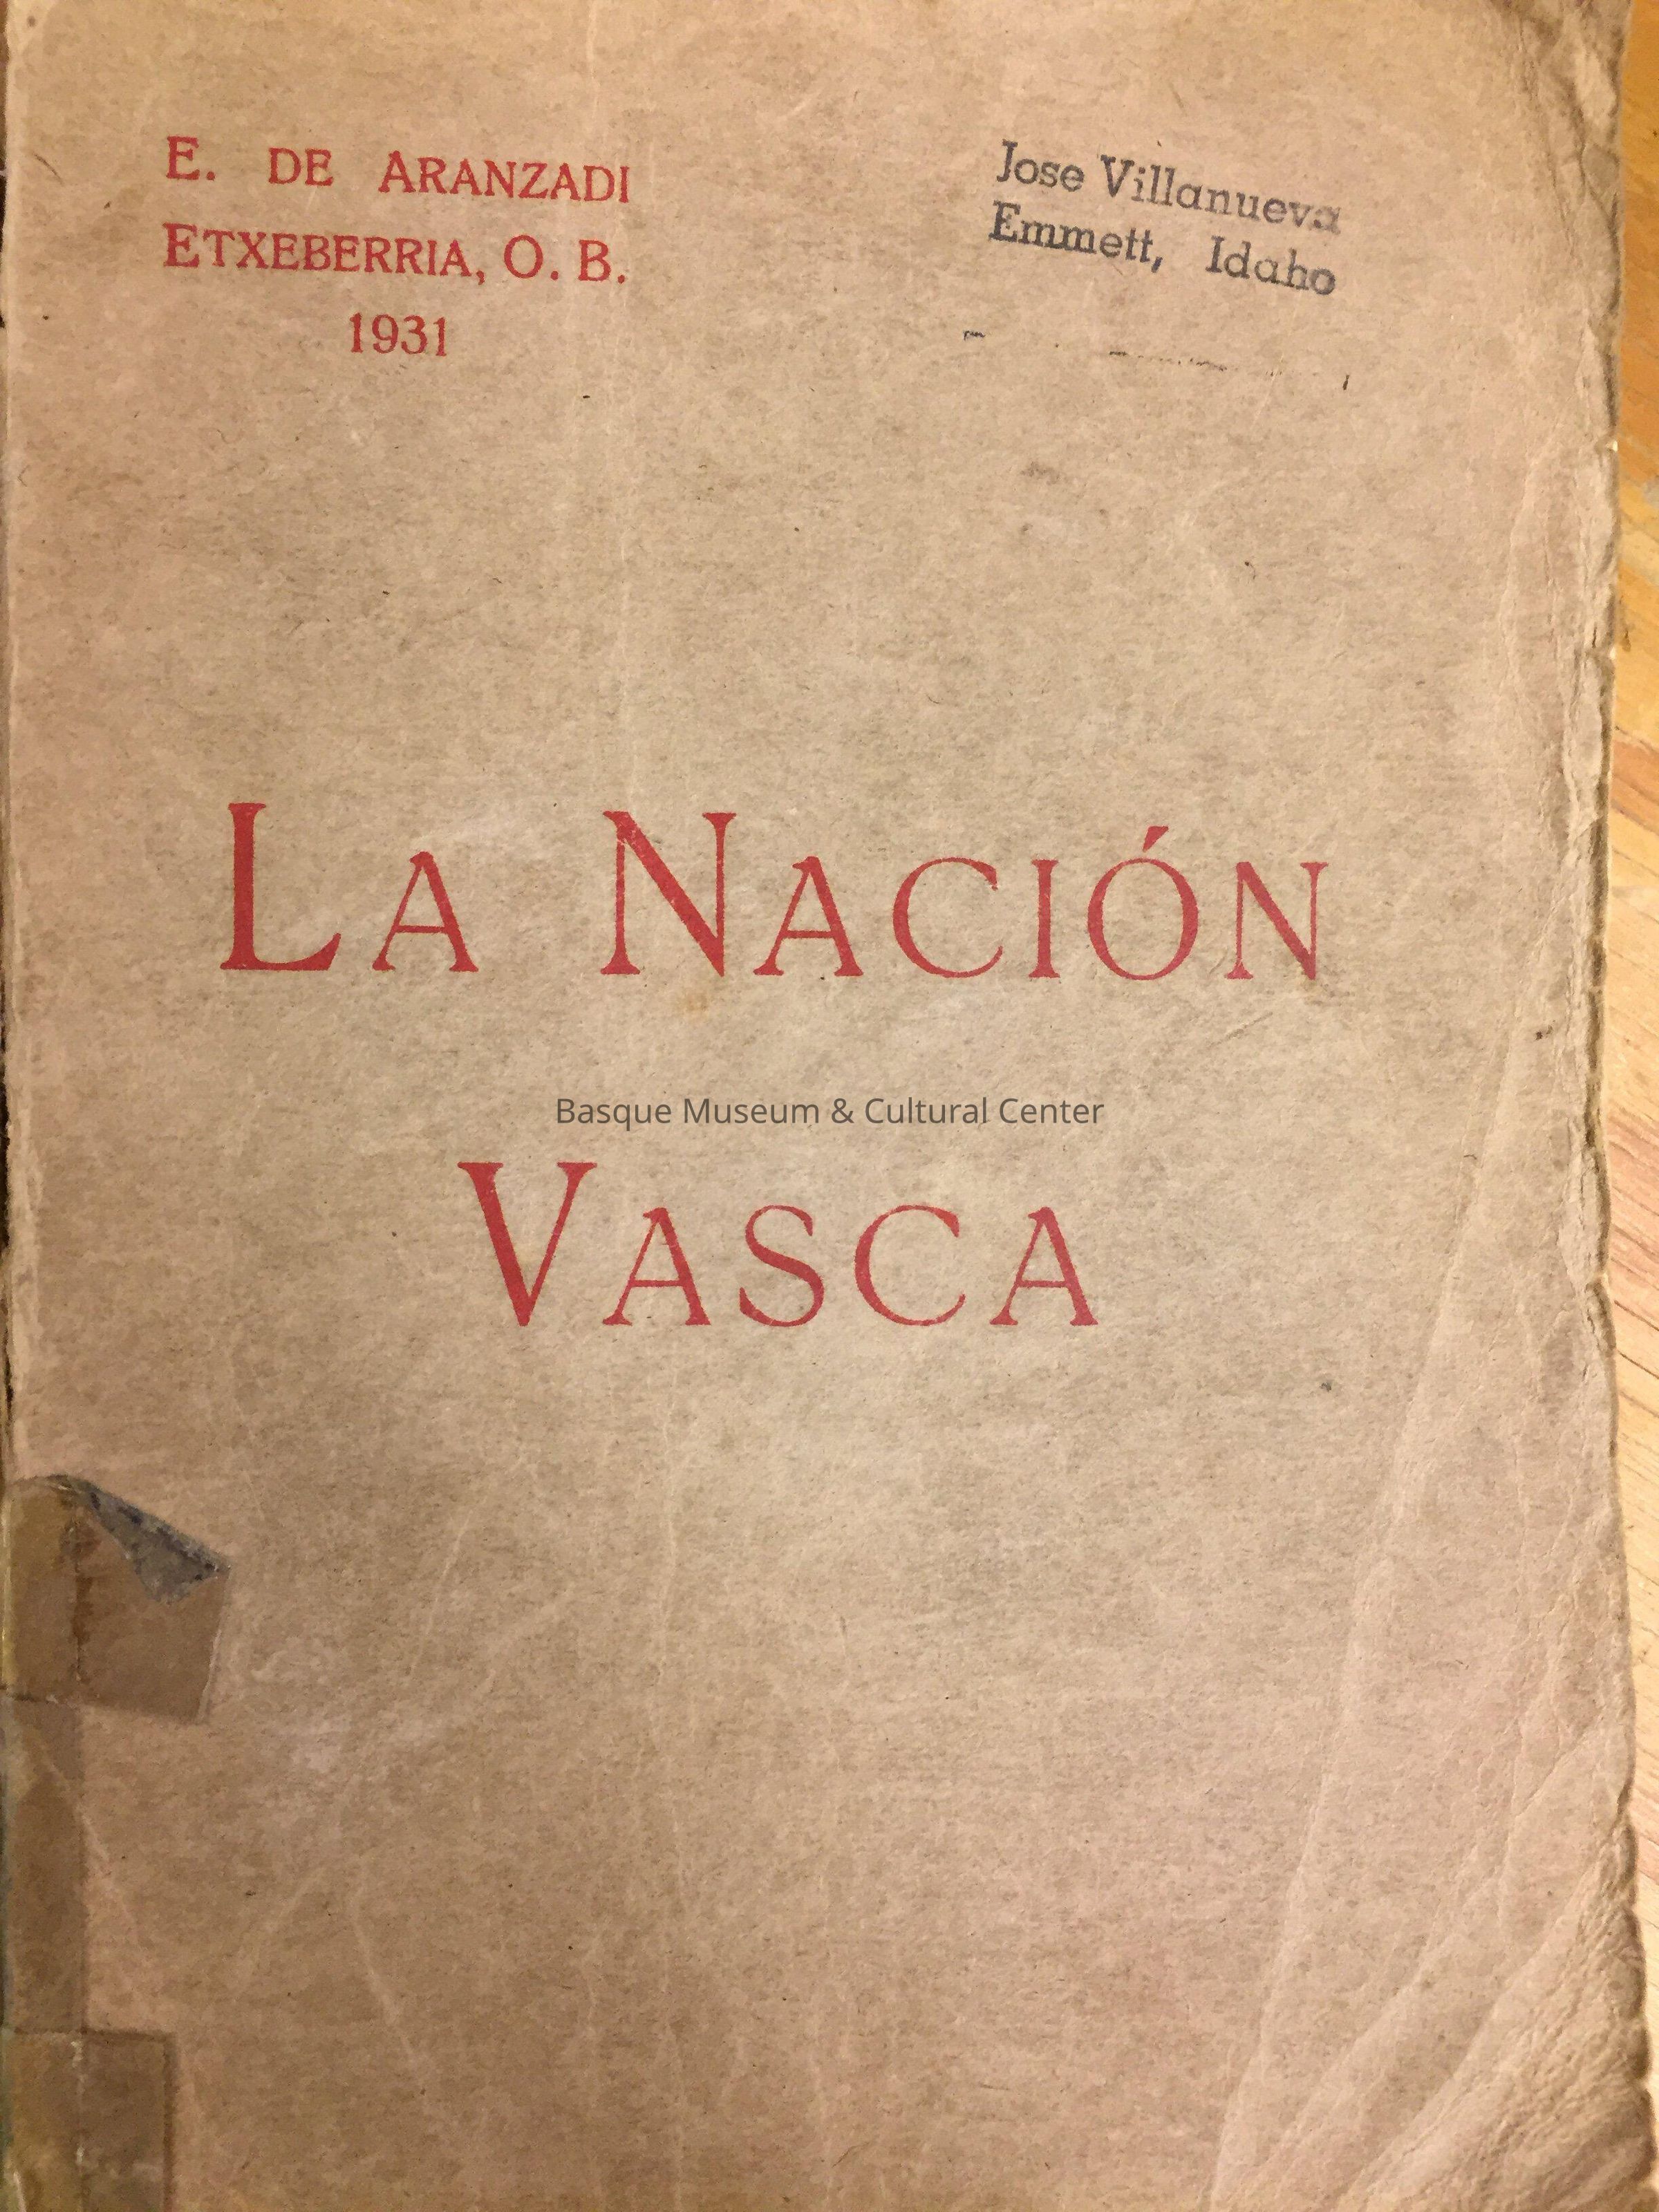 E. DE ARANZADI
ETXEBERRIA, O. B.
1931
Jose Villanueva
Emmett, Idaho
LA NACIÓN
Basque Museum & Cultural Center
VASCA